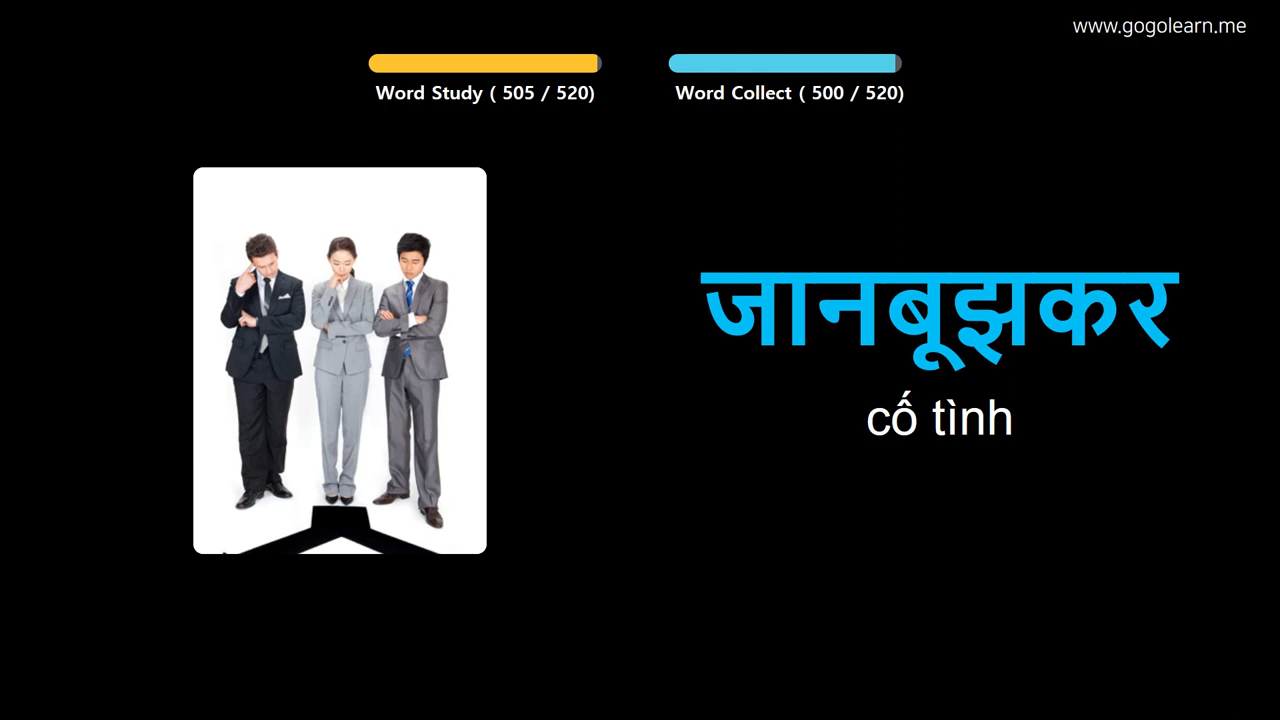 www.gogolearn.me
Word Study ( 505 / 520)
Word Collect ( 500 / 520)
जानबूझकर
cố tình